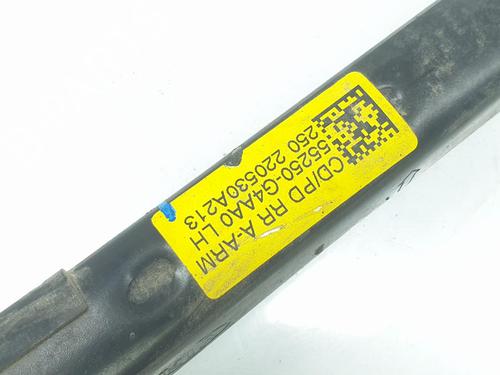 CD/PD RR A-ARM
55250-G4AA0 LH
250 220530A213